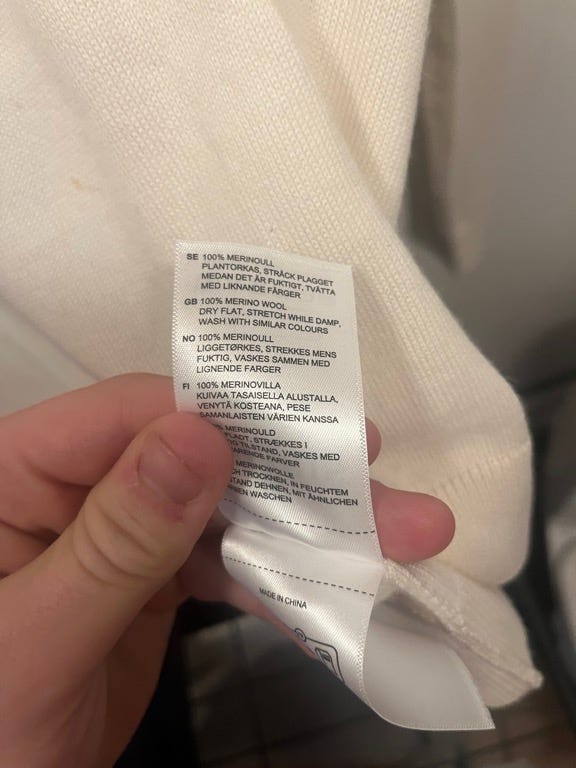 SE 100% MERINOULL
PLANTORKAS, STRÄCK PLAGGET
MEDAN DET ÄR FUKTIGT, TVÄTTA
MED LIKNANDE FÄRGER
GB 100% MERINO WOOL
DRY FLAT, STRETCH WHILE DAMP,
WASH WITH SIMILAR COLOURS
NO 100% MERINOULL
LIGGETØRKES, STREKKES MENS
FUKTIG, VASKES SAMMEN MED
LIGNENDE FARGER
FI 100% MERINOVILLA
KUIVAA TASAISELLA ALUSTALLA,
VENYTÄ KOSTEANA, PESE
SAMANLAISTEN VÄRIEN KANSSA
MERINOULD
STRÆKKES I
TILSTAND, VASKES MED
FARVER
MERINOWOLLE
TROCKNEN, IN FEUCHTEM
DEHNEN, MIT ÄHNLICHEN
WASCHEN
MADE IN CHINA